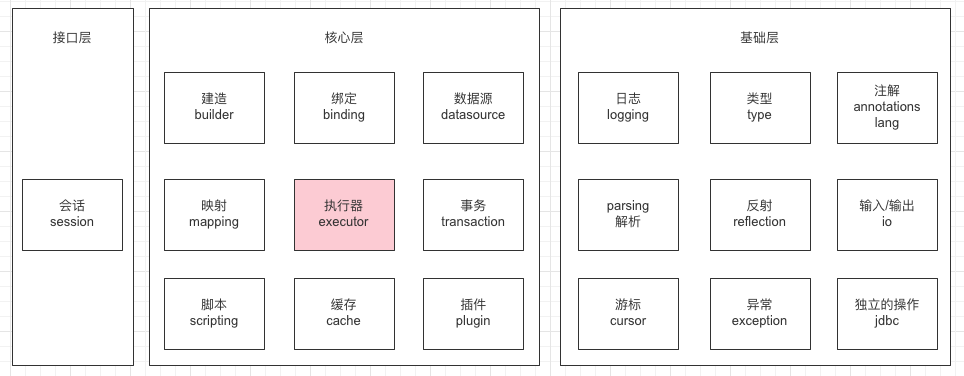 接口层
会话
session
核心层
建造
builder
绑定
binding
数据源
datasource
映射
mapping
执行器
executor
事务
transaction
脚本
scripting
缓存
cache
插件
plugin
基础层
日志
logging
类型
type
注解
annotations
lang
parsing
解析
反射
reflection
输入/输出
io
游标
cursor
异常
exception
独立的操作
jdbc